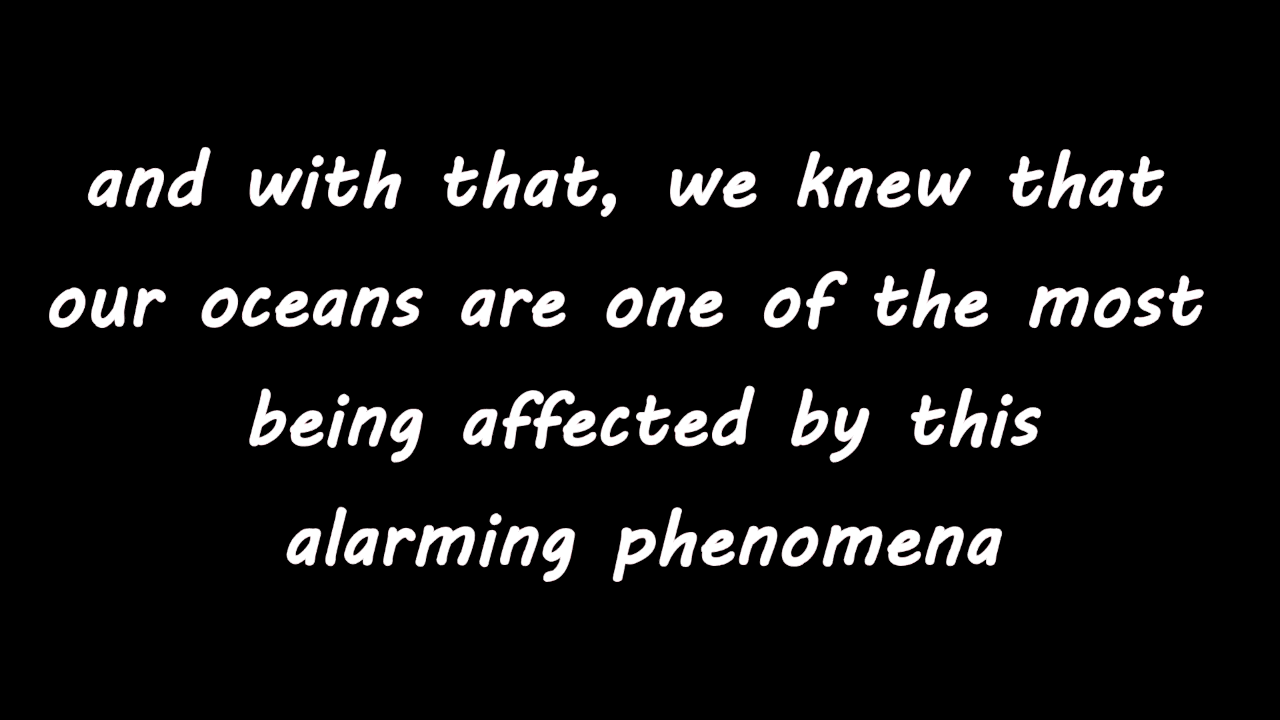 and with that, we knew that
our oceans are one of the most
being affected by this
alarming phenomena